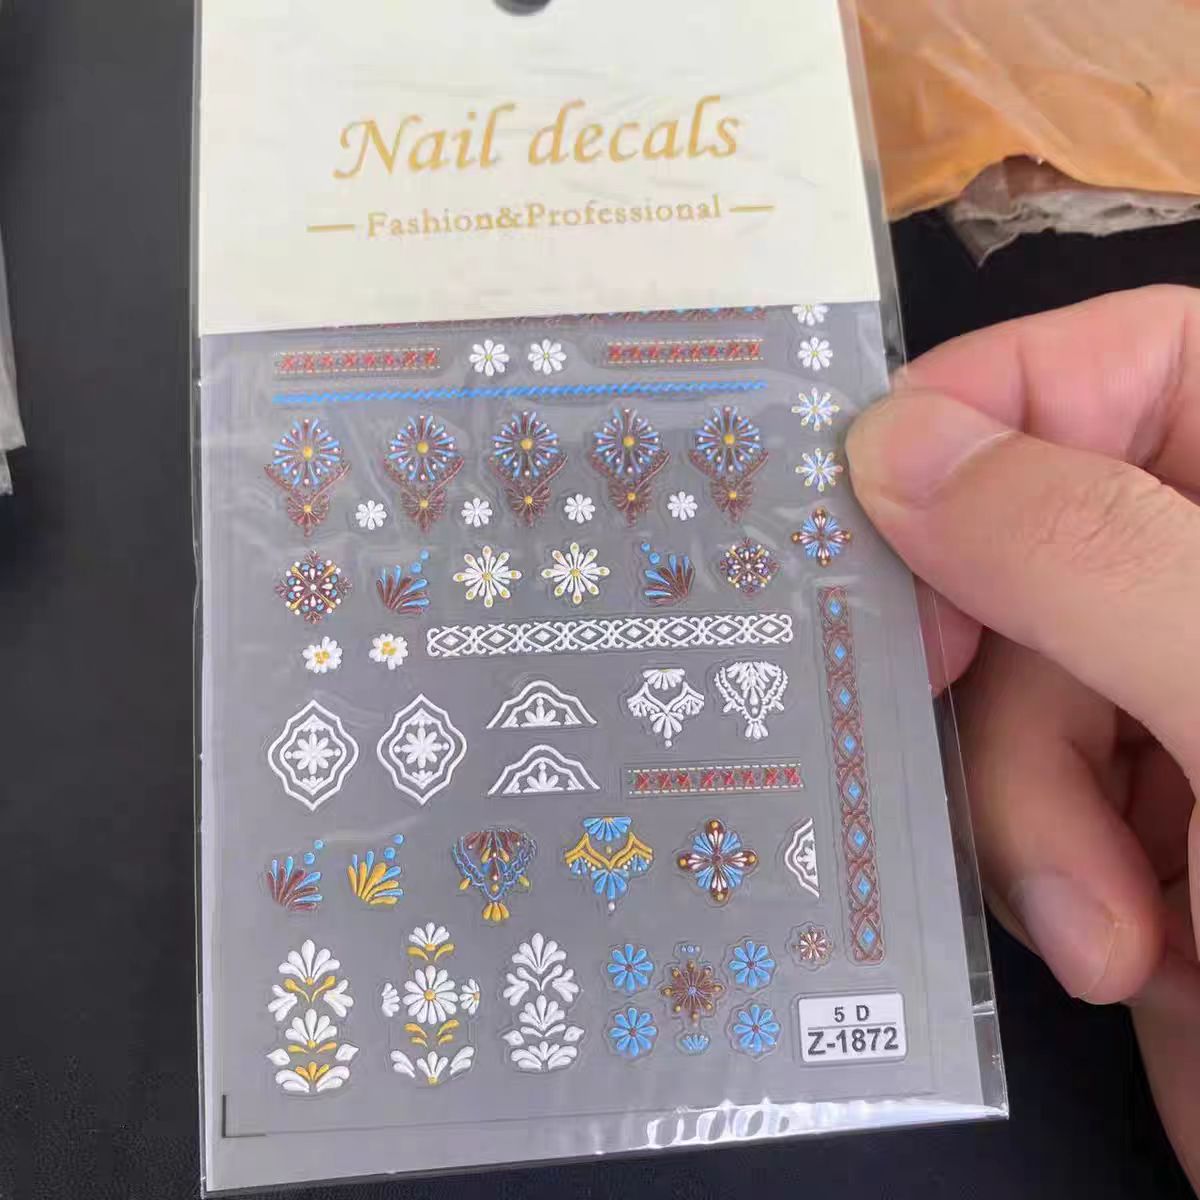 Nail decals
Fashion&Professional
5 D
Z-1872